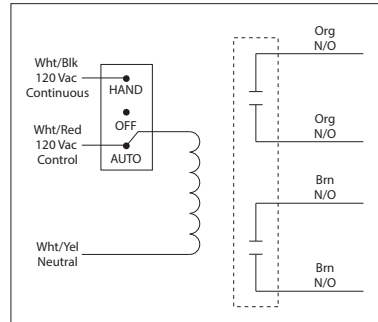 Wht/Blk
120 Vac
Continuous
HAND
OFF
Wht/Red
120 Vac
Control
AUTO
Wht/Yel
Neutral
Org
N/O
Org
N/O
Brn
N/O
Brn
N/O